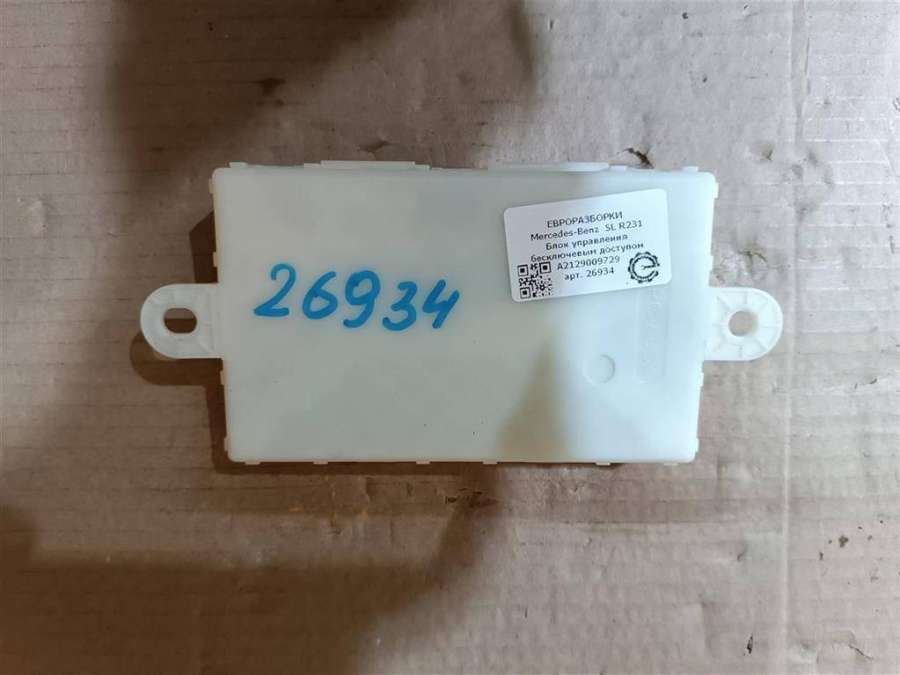 ЕВРОРАЗБОРКИ
Mercedes-Benz SL R231
Блок управления
бесключевым доступом
A2129009729
арт. 26934
26934